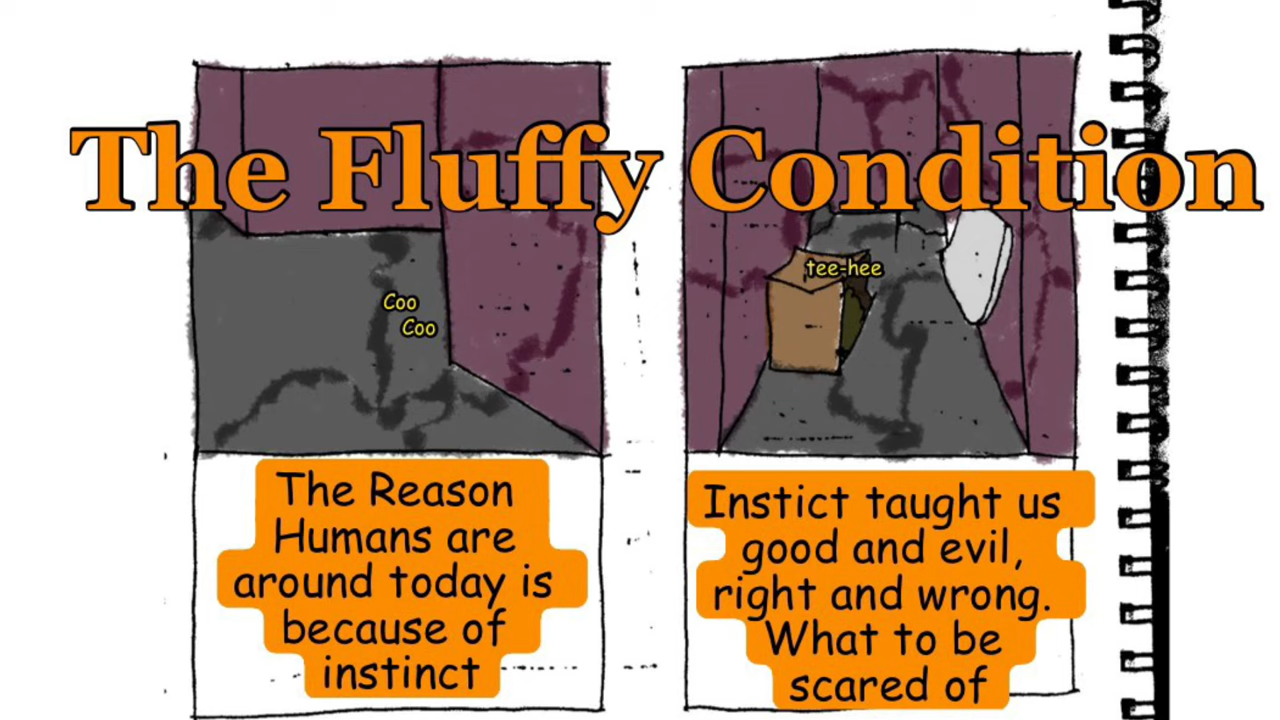 The Fluffy Condition
Coo
Coo
tee-hee
The Reason
Humans are
around today is
because of
instinct
Instict taught us
good and evil,
right and wrong.
What to be
scared of